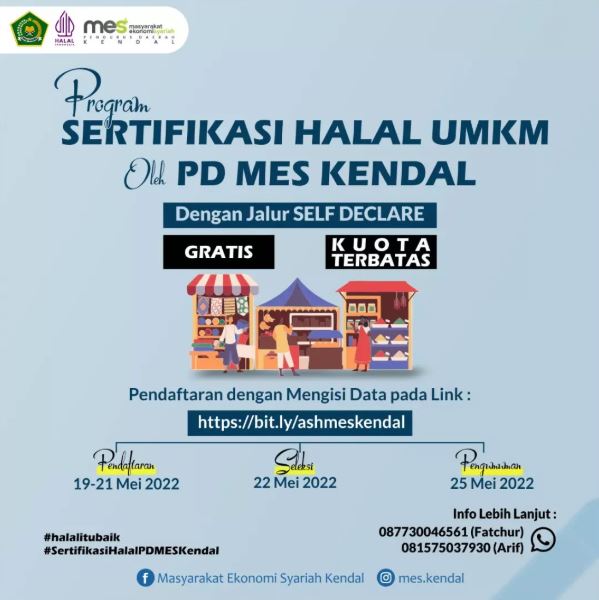 HALAL
INDONESIA
mes masyarakat
ekonomi syariah
PENGURUS DAERAH
KENDAL
Program
SERTIFIKASI HALAL UMKM
Oleh PD MES KENDAL
Dengan Jalur SELF DECLARE
GRATIS
KUOTA
TERBATAS
Pendaftaran dengan Mengisi Data pada Link :
https://bit.ly/ashmeskendal
Pendaftaran
19-21 Mei 2022
Seleksi
22 Mei 2022
Pengumuman
25 Mei 2022
Info Lebih Lanjut :
087730046561 (Fatchur)
081575037930 (Arif)
#halalitubaik
#SertifikasiHalalPDMESKendal
Masyarakat Ekonomi Syariah Kendal
mes.kendal